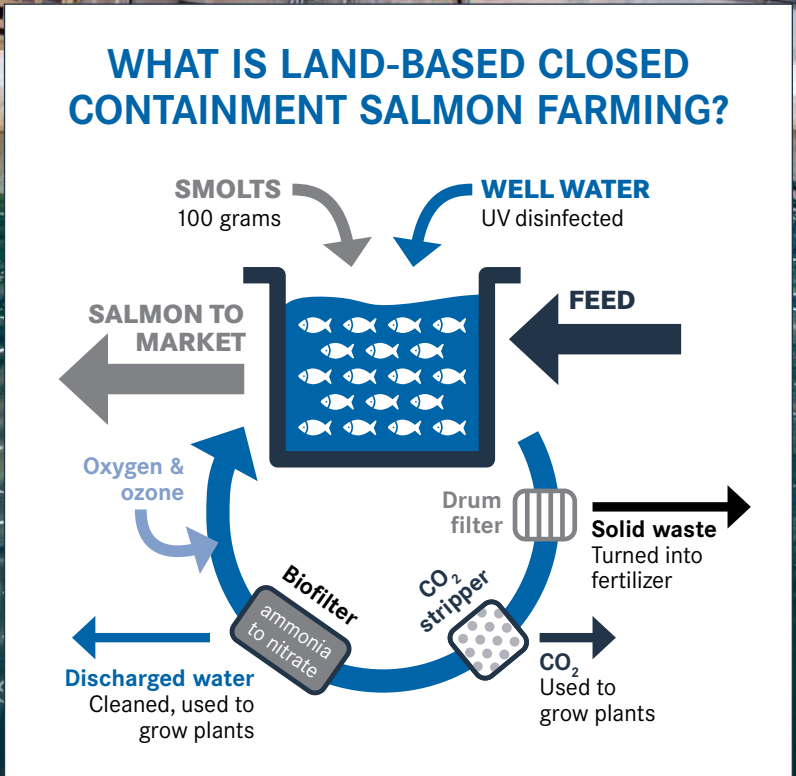 WHAT IS LAND-BASED CLOSED
CONTAINMENT SALMON FARMING?
SMOLTS
100 grams
WELL WATER
UV disinfected
SALMON TO
MARKET
FEED
Oxygen &
ozone
Drum
filter
Solid waste
Turned into
fertilizer
CO₂
stripper
Biofilter
ammonia
to nitrate
Discharged water
Cleaned, used to
grow plants
CO₂
Used to
grow plants